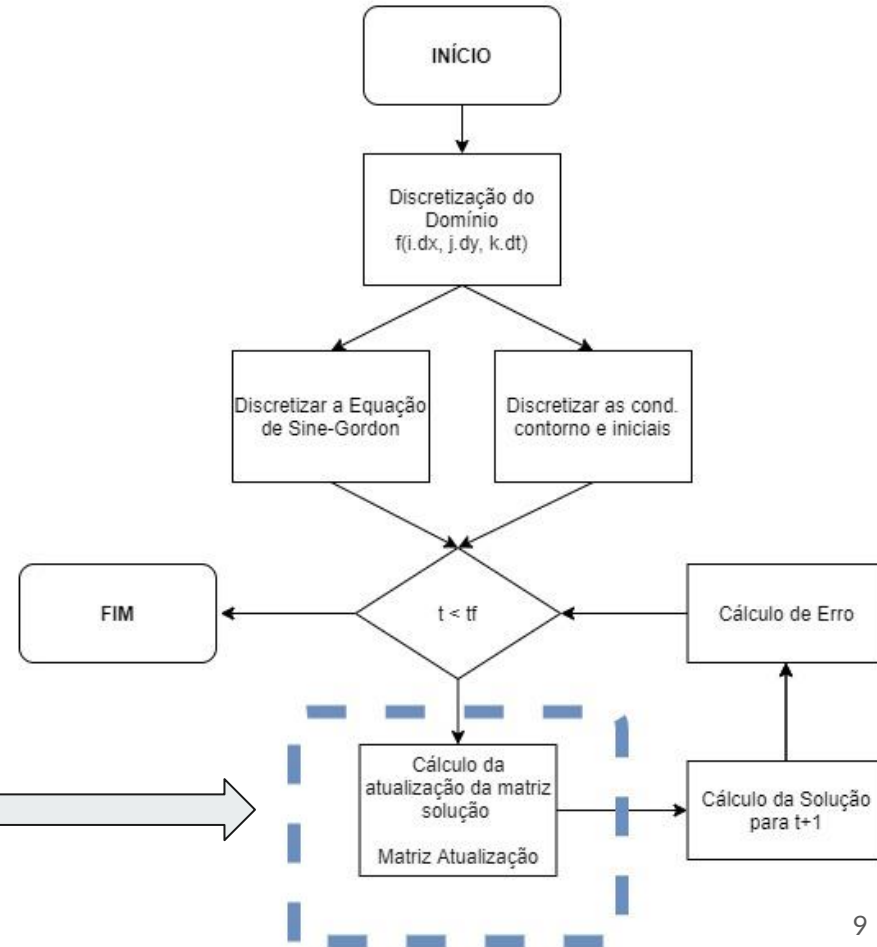 INÍCIO
Discretização do
Domínio
f(i.dx, j.dy, k.dt)
Discretizar a Equação
de Sine-Gordon
Discretizar as cond.
contorno e iniciais
FIM
t < tf
Cálculo de Erro
Cálculo da
atualização da matriz
solução
Matriz Atualização
Cálculo da Solução
para t+1
9